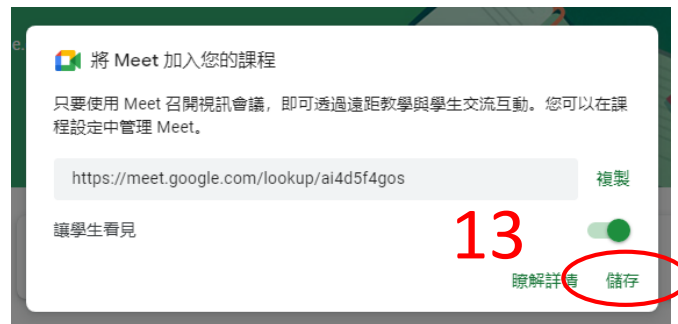 e.
將 Meet 加入您的課程
只要使用 Meet 召開視訊會議，即可透過遠距教學與學生交流互動。您可以在課
程設定中管理 Meet。
https://meet.google.com/lookup/ai4d5f4gos 複製
讓學生看見
13
瞭解詳情 儲存